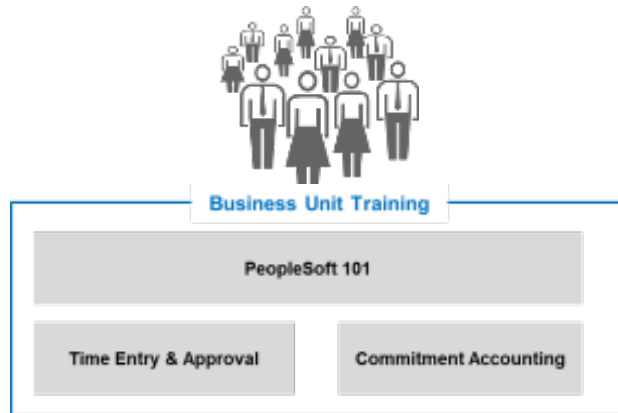 Business Unit Training
PeopleSoft 101
Time Entry & Approval
Commitment Accounting